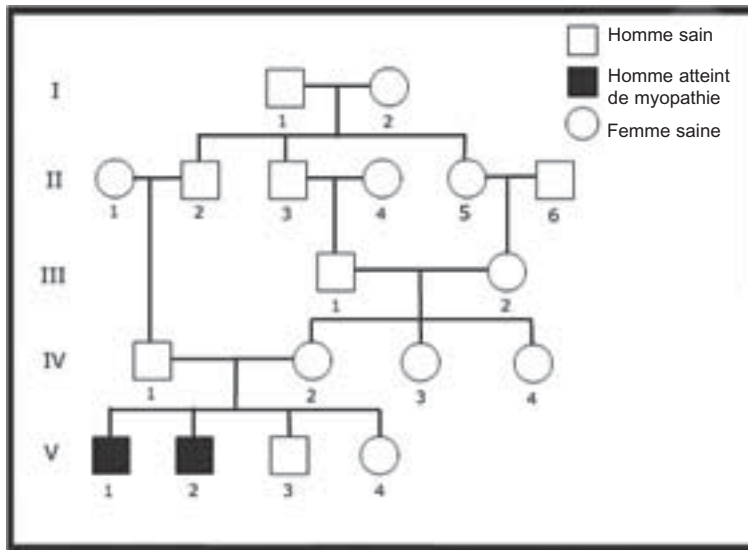 Homme sain
Homme atteint
de myopathie
Femme saine
I
1 2
II
1 2 3 4 5 6
III
1 2
IV
1 2 3 4
V
1 2 3 4